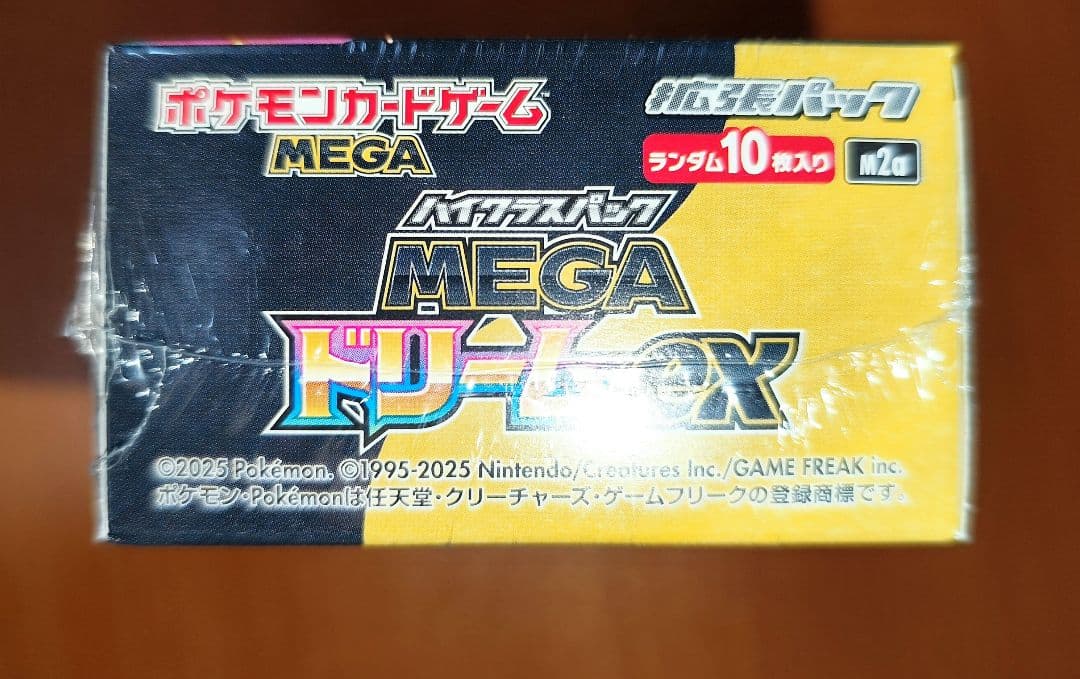 ポケモンカードゲーム
MEGA
拡張パック
ランダム10枚入り M2a
ハイクラスパック
MEGA
ドリームex
©2025 Pokémon. ©1995-2025 Nintendo/Creatures Inc./GAME FREAK inc.
ポケモン・Pokémonは任天堂・クリーチャーズ・ゲームフリークの登録商標です。